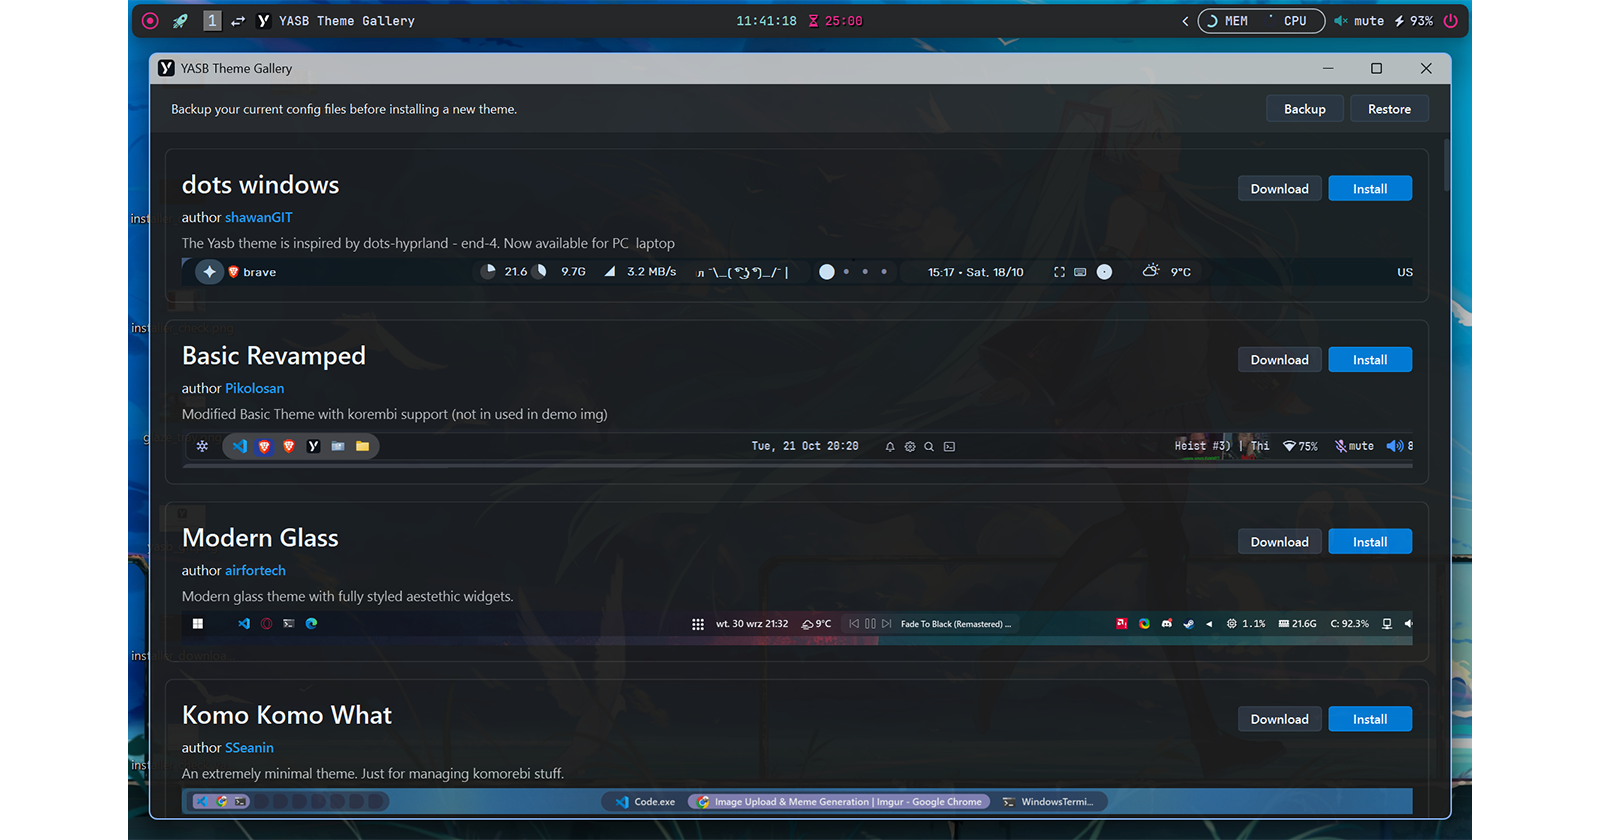 1 YASB Theme Gallery 11:41:18 25:00 MEM CPU mute 93%
YASB Theme Gallery
Backup your current config files before installing a new theme. Backup Restore
dots windows Download Install
author shawanGIT
The Yasb theme is inspired by dots-hyprland - end-4. Now available for PC laptop
brave 21.6 9.7G 3.2 MB/s 15:17 • Sat, 18/10 9°C US
Basic Revamped Download Install
author Pikolosan
Modified Basic Theme with korembi support (not in used in demo img)
Tue, 21 Oct 20:20 Heist #3) | Thi 75% mute 8
Modern Glass Download Install
author airfortech
Modern glass theme with fully styled aestethic widgets.
wt. 30 wrz 21:32 9°C Fade To Black (Remastered) ... 1.1% 21.6G C: 92.3%
Komo Komo What Download Install
author SSeanin
An extremely minimal theme. Just for managing komorebi stuff.
Code.exe Image Upload & Meme Generation | Imgur - Google Chrome WindowsTermi...